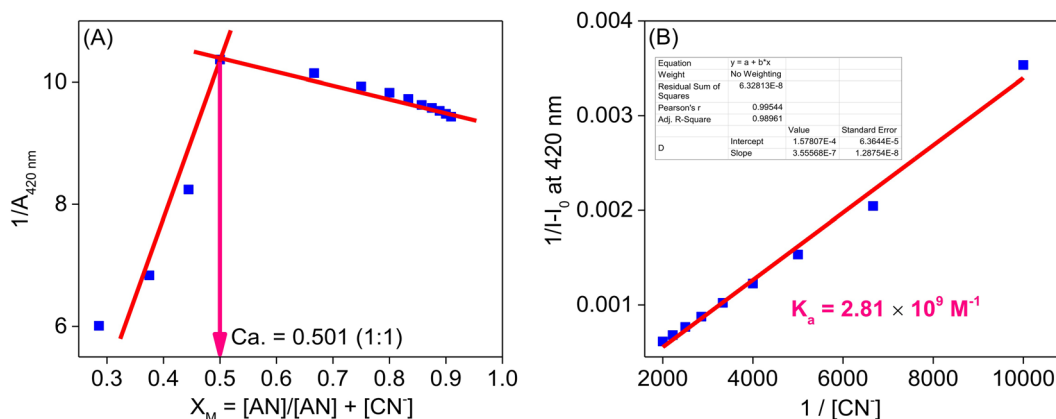 (A)
10
8
6
1/A420 nm
0.3 0.4 0.5 0.6 0.7 0.8 0.9 1.0
XM = [AN]/[AN] + [CN-]
Ca. = 0.501 (1:1)
(B)
0.004
0.003
0.002
0.001
1/I-I0 at 420 nm
2000 4000 6000 8000 10000
1 / [CN-]
Equation y = a + b*x
Weight No Weighting
Residual Sum of Squares 6.32813E-8
Pearson's r 0.99544
Adj. R-Square 0.98961
Value Standard Error
D Intercept 1.57807E-4 6.3644E-5
Slope 3.55568E-7 1.28754E-8
Ka = 2.81 × 10⁹ M⁻¹